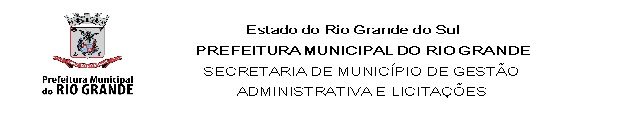 Estado do Rio Grande do Sul
PREFEITURA MUNICIPAL DO RIO GRANDE
SECRETARIA DE MUNICÍPIO DE GESTÃO
ADMINISTRATIVA E LICITAÇÕES
Prefeitura Municipal
do RIO GRANDE